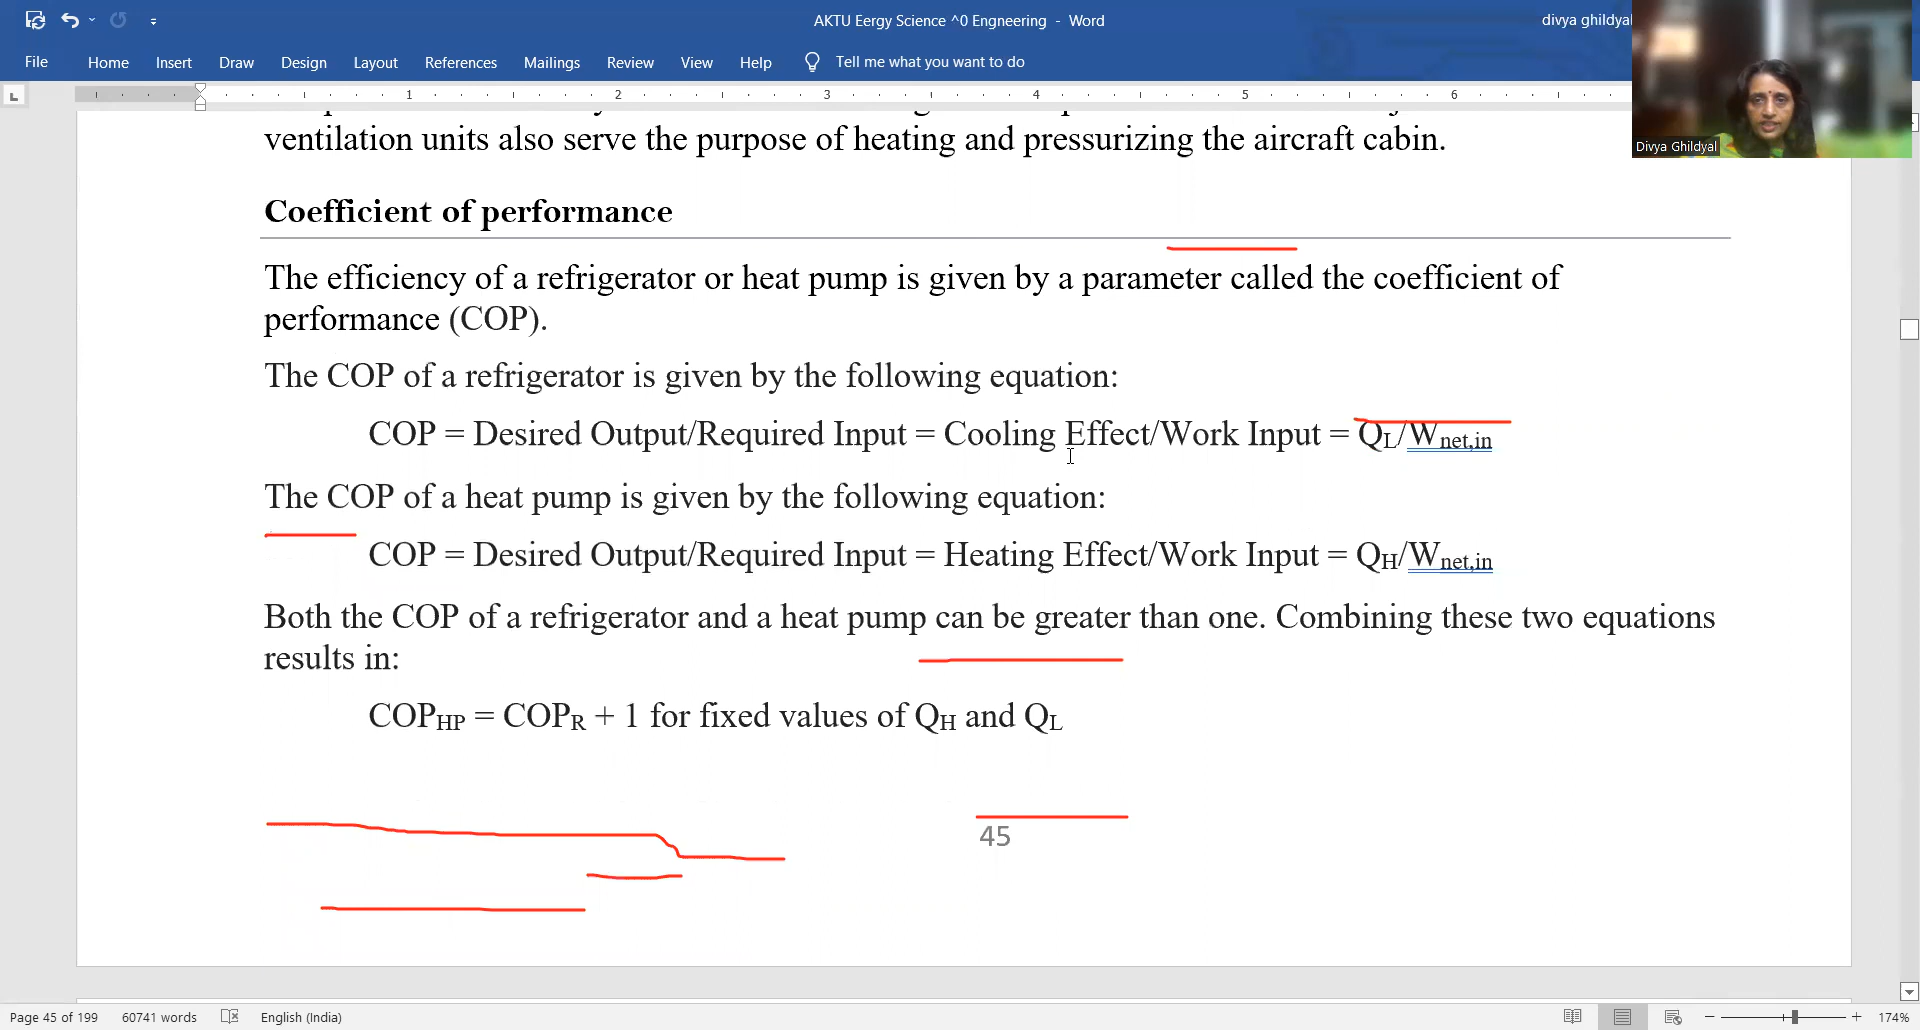 AKTU Eergy Science ^0 Engneering - Word
divya ghildyal
File Home Insert Draw Design Layout References Mailings Review View Help Tell me what you want to do
1 2 3 4 5 6
Divya Ghildyal
ventilation units also serve the purpose of heating and pressurizing the aircraft cabin.
Coefficient of performance
The efficiency of a refrigerator or heat pump is given by a parameter called the coefficient of
performance (COP).
The COP of a refrigerator is given by the following equation:
COP = Desired Output/Required Input = Cooling Effect/Work Input = QL/Wnet,in
The COP of a heat pump is given by the following equation:
COP = Desired Output/Required Input = Heating Effect/Work Input = QH/Wnet,in
Both the COP of a refrigerator and a heat pump can be greater than one. Combining these two equations
results in:
COPHP = COPR + 1 for fixed values of QH and QL
45
Page 45 of 199 60741 words English (India) 174%